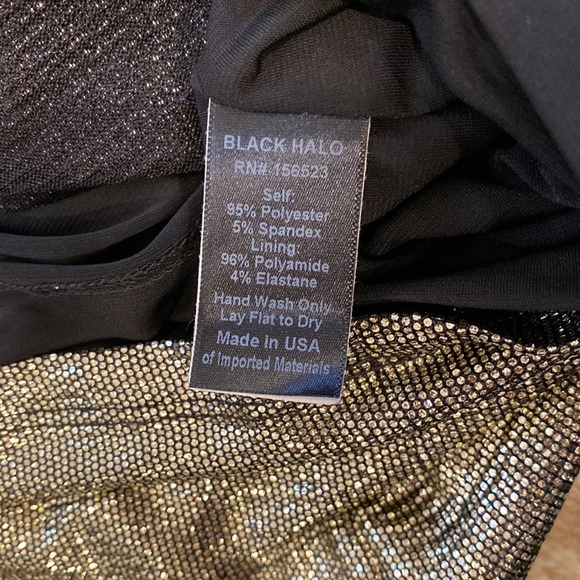 BLACK HALO
RN# 156523
Self:
95% Polyester
5% Spandex
Lining:
96% Polyamide
4% Elastane
Hand Wash Only
Lay Flat to Dry
Made in USA
of Imported Materials